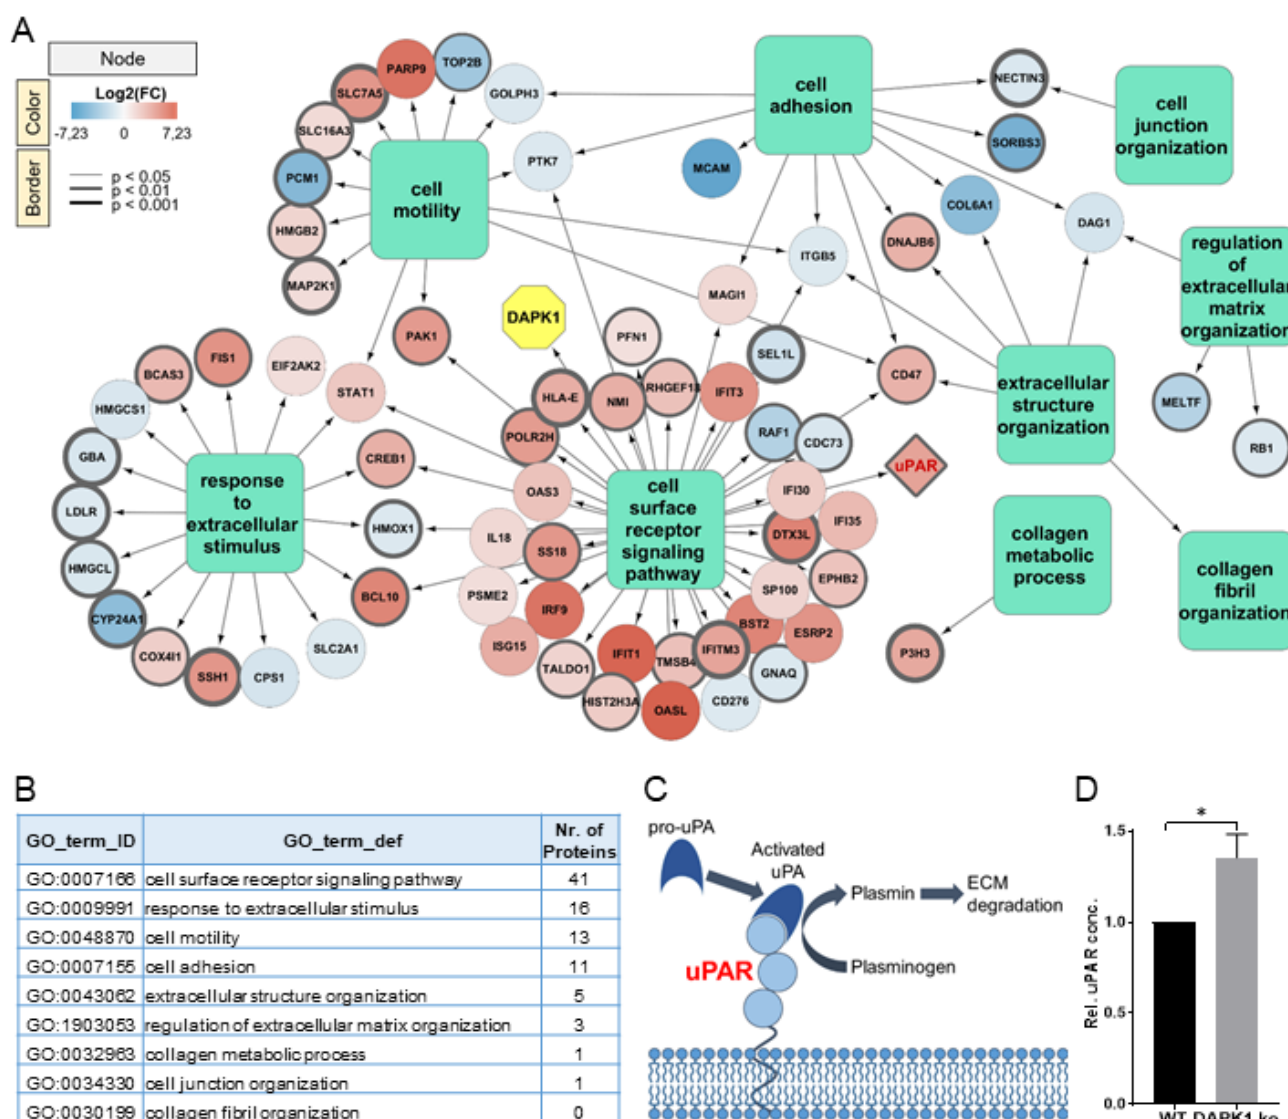 A
Node
Color
Log2(FC)
-7,23 0 7,23
Border
p < 0.05
p < 0.01
p < 0.001
PARP9
TOP2B
SLC7A5
GOLPH3
SLC16A3
PTK7
PCM1
cell
motility
HMGB2
MAP2K1
cell
adhesion
NECTIN3
cell
junction
organization
SORBS3
MCAM
COL6A1
DAG1
DNAJB6
ITGB5
regulation
of
extracellular
matrix
organization
MAGI1
DAPK1
PFN1
PAK1
SEL1L
CD47
extracellular
structure
organization
MELTF
RB1
FIS1
BCAS3
EIF2AK2
STAT1
HMGCS1
GBA
LDLR
HMGCL
CYP24A1
COX4I1
SSH1
CPS1
SLC2A1
response
to
extracellular
stimulus
CREB1
HMOX1
BCL10
HLA-E
NMI
RHGEF18
IFIT3
POLR2H
RAF1
CDC73
uPAR
OAS3
cell
surface
receptor
signaling
pathway
IFI30
IFI35
IL18
SS18
DTX3L
PSME2
IRF9
SP100
EPHB2
ISG15
BST2
ESRP2
TALDO1
IFIT1
TMSB4
IFITM3
GNAQ
HIST2H3A
OASL
CD276
collagen
metabolic
process
collagen
fibril
organization
P3H3
B
GO_term_ID GO_term_def Nr. of Proteins
GO:0007166 cell surface receptor signaling pathway 41
GO:0009991 response to extracellular stimulus 16
GO:0048870 cell motility 13
GO:0007155 cell adhesion 11
GO:0043062 extracellular structure organization 5
GO:1903053 regulation of extracellular matrix organization 3
GO:0032963 collagen metabolic process 1
GO:0034330 cell junction organization 1
GO:0030199 collagen fibril organization 0
C
pro-uPA
Activated
uPA
Plasmin
ECM
degradation
uPAR
Plasminogen
D
*
Rel. uPAR conc.
1.5
1.0
0.5
0.0
WT DAPK1 ko